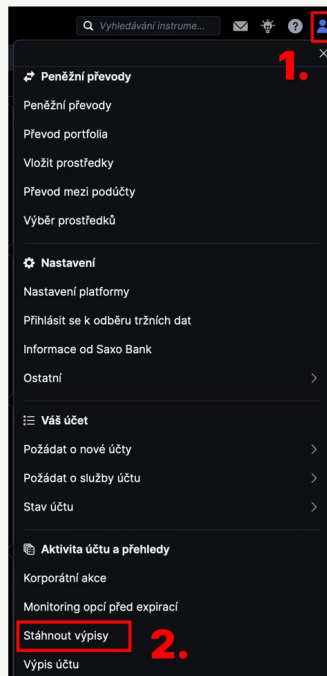 Vyhledávání instrume...
1.
Peněžní převody
Peněžní převody
Převod portfolia
Vložit prostředky
Převod mezi podúčty
Výběr prostředků
Nastavení
Nastavení platformy
Přihlásit se k odběru tržních dat
Informace od Saxo Bank
Ostatní
Váš účet
Požádat o nové účty
Požádat o služby účtu
Stav účtu
Aktivita účtu a přehledy
Korporátní akce
Monitoring opcí před expirací
Stáhnout výpisy 2.
Výpis účtu